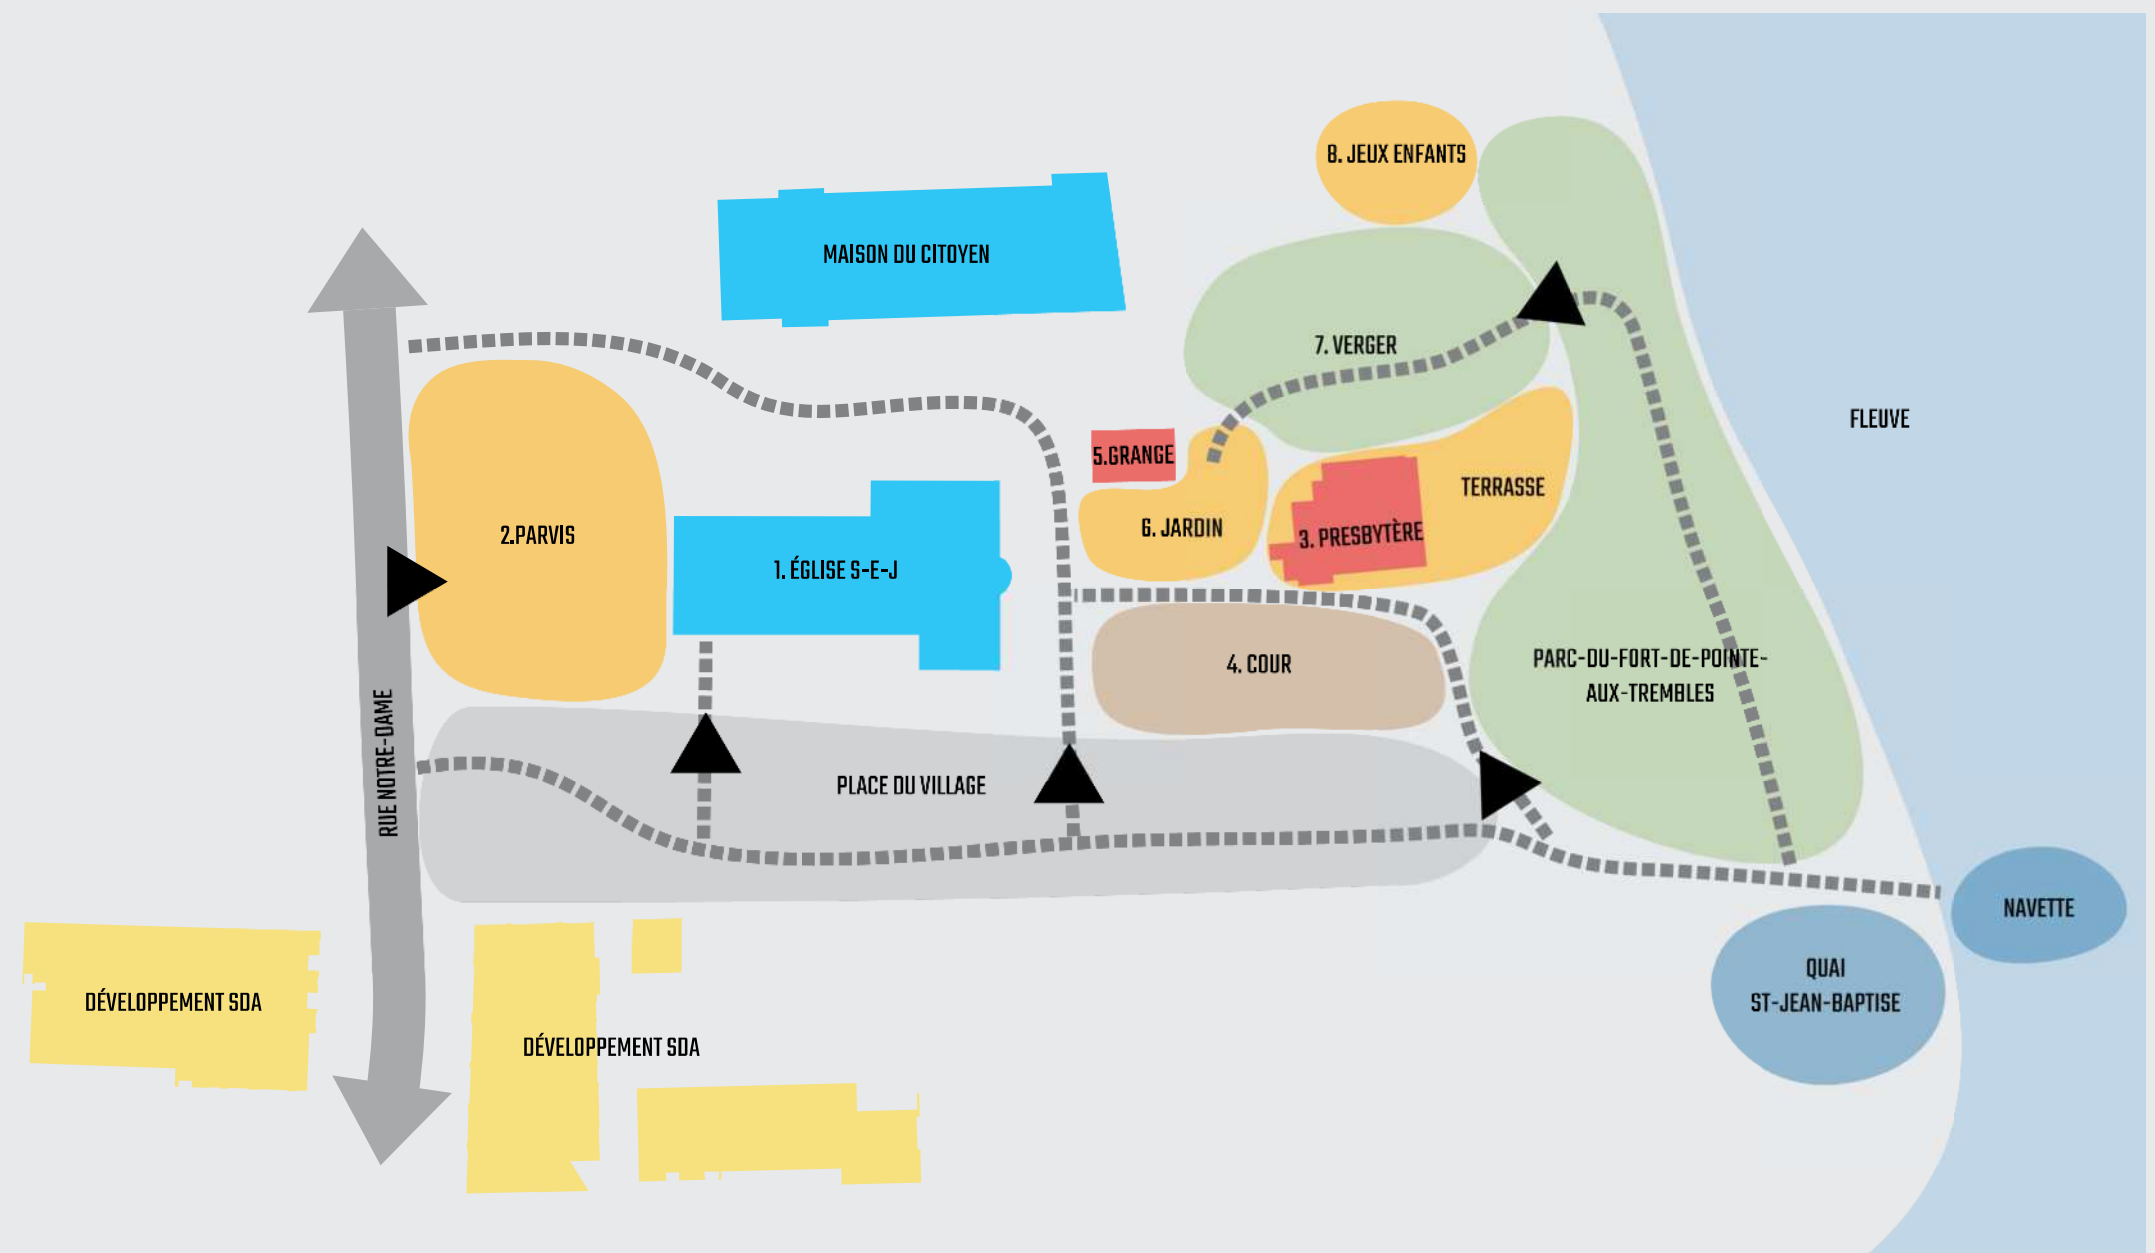 8. JEUX ENFANTS
MAISON DU CITOYEN
7. VERGER
FLEUVE
5.GRANGE
TERRASSE
6. JARDIN
2.PARVIS
3. PRESBYTÈRE
1. ÉGLISE S-E-J
4. COUR
PARC-DU-FORT-DE-POINTE-
AUX-TREMBLES
RUE NOTRE-DAME
PLACE DU VILLAGE
NAVETTE
QUAI
ST-JEAN-BAPTISE
DÉVELOPPEMENT SDA
DÉVELOPPEMENT SDA